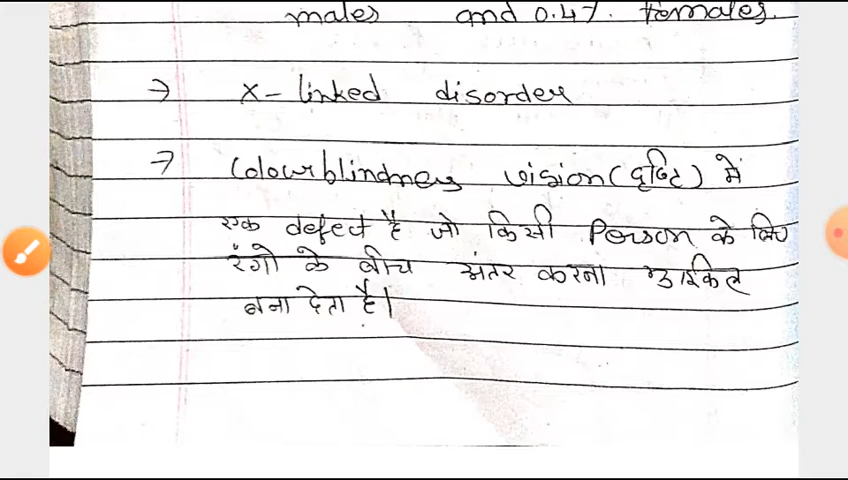 males and 0.4%. females.
→ X-linked disorder
→ Colourblindness vision (दृष्टि) में
एक defect है जो किसी Person के लिए
रंगो के बीच अंतर करना मुश्किल
बना देता है।